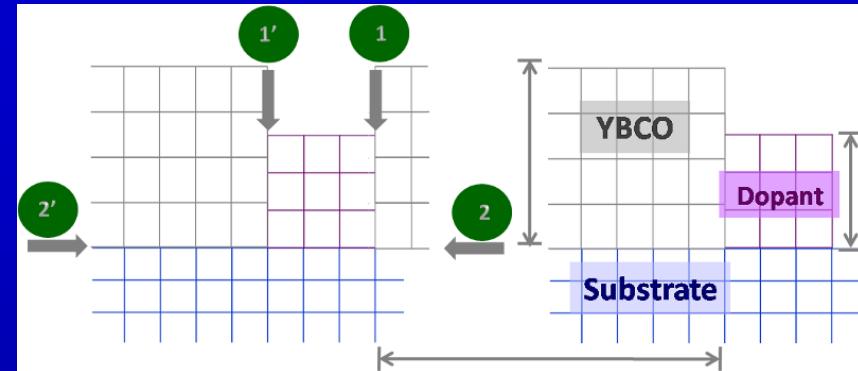 1’
1
YBCO
Dopant
2’
2
Substrate